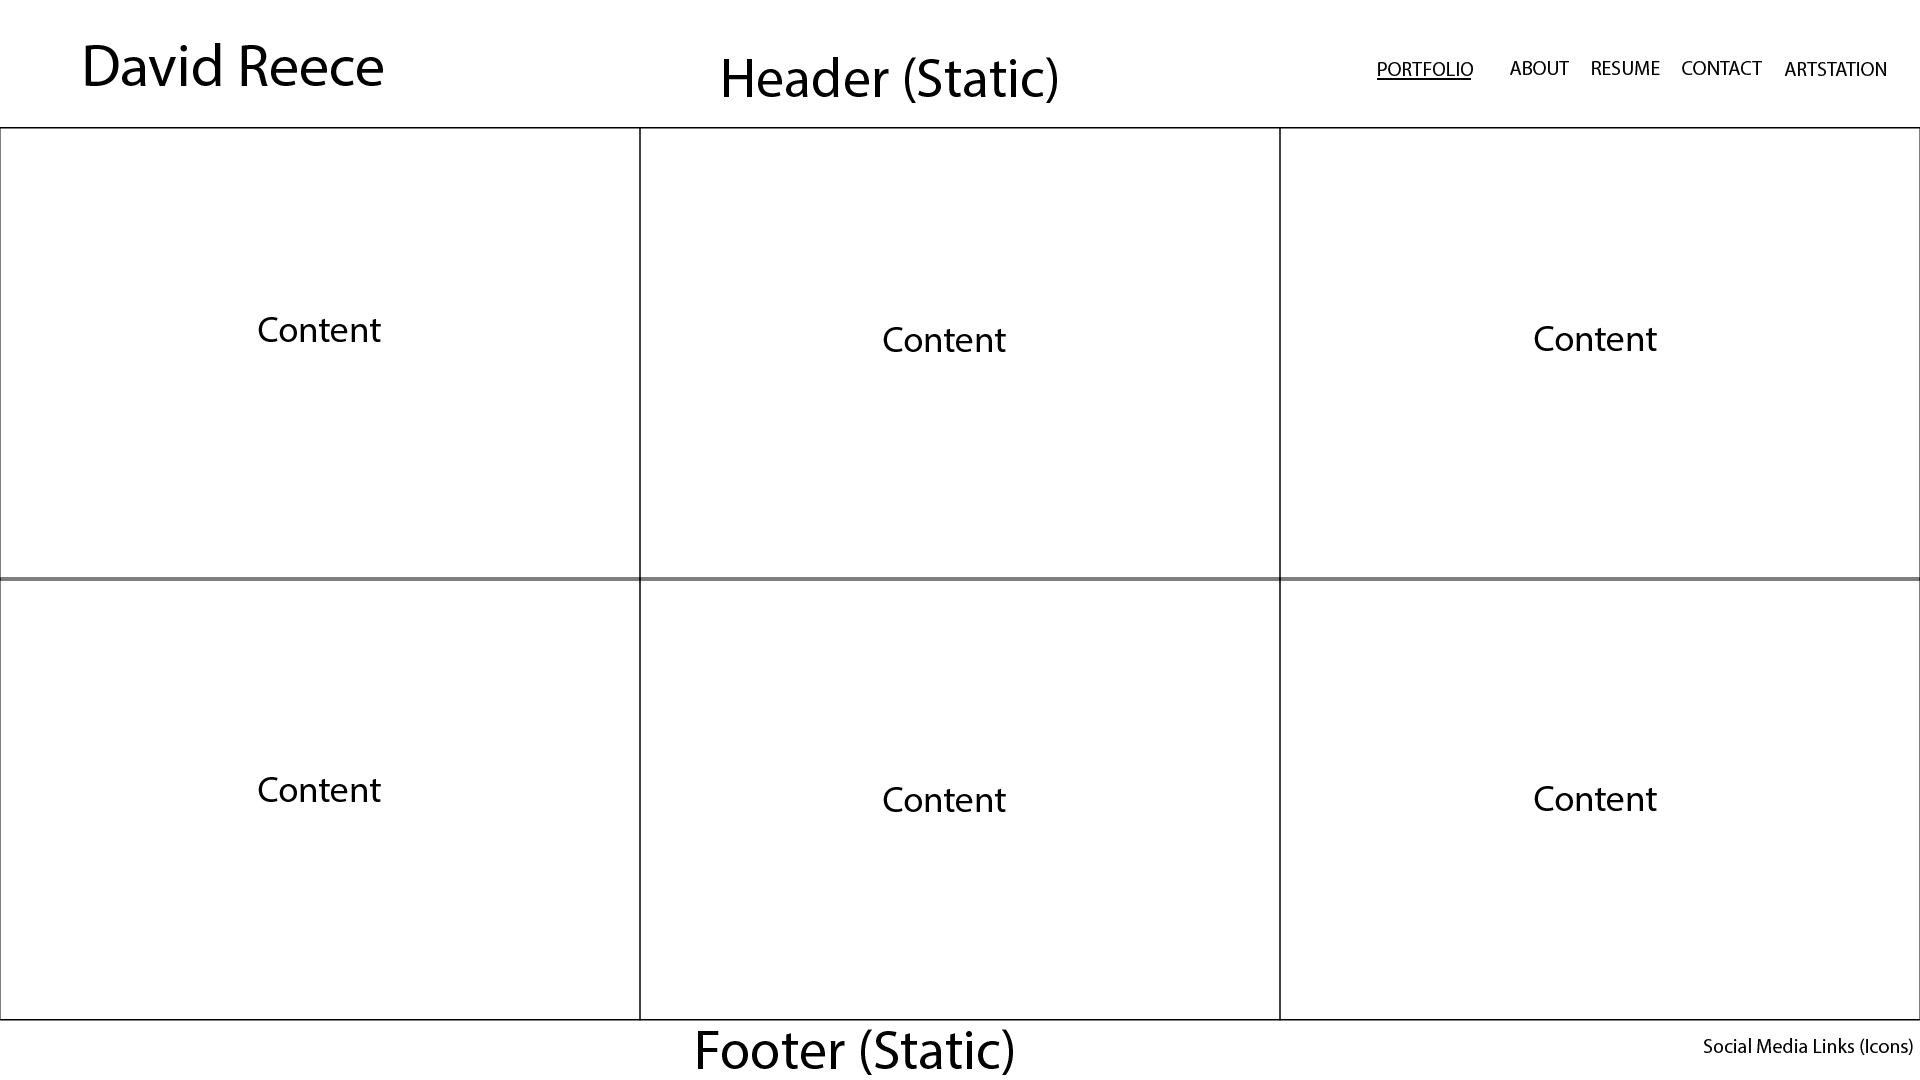 David Reece
Header (Static)
PORTFOLIO ABOUT RESUME CONTACT ARTSTATION
Content
Content
Content
Content
Content
Content
Footer (Static)
Social Media Links (Icons)